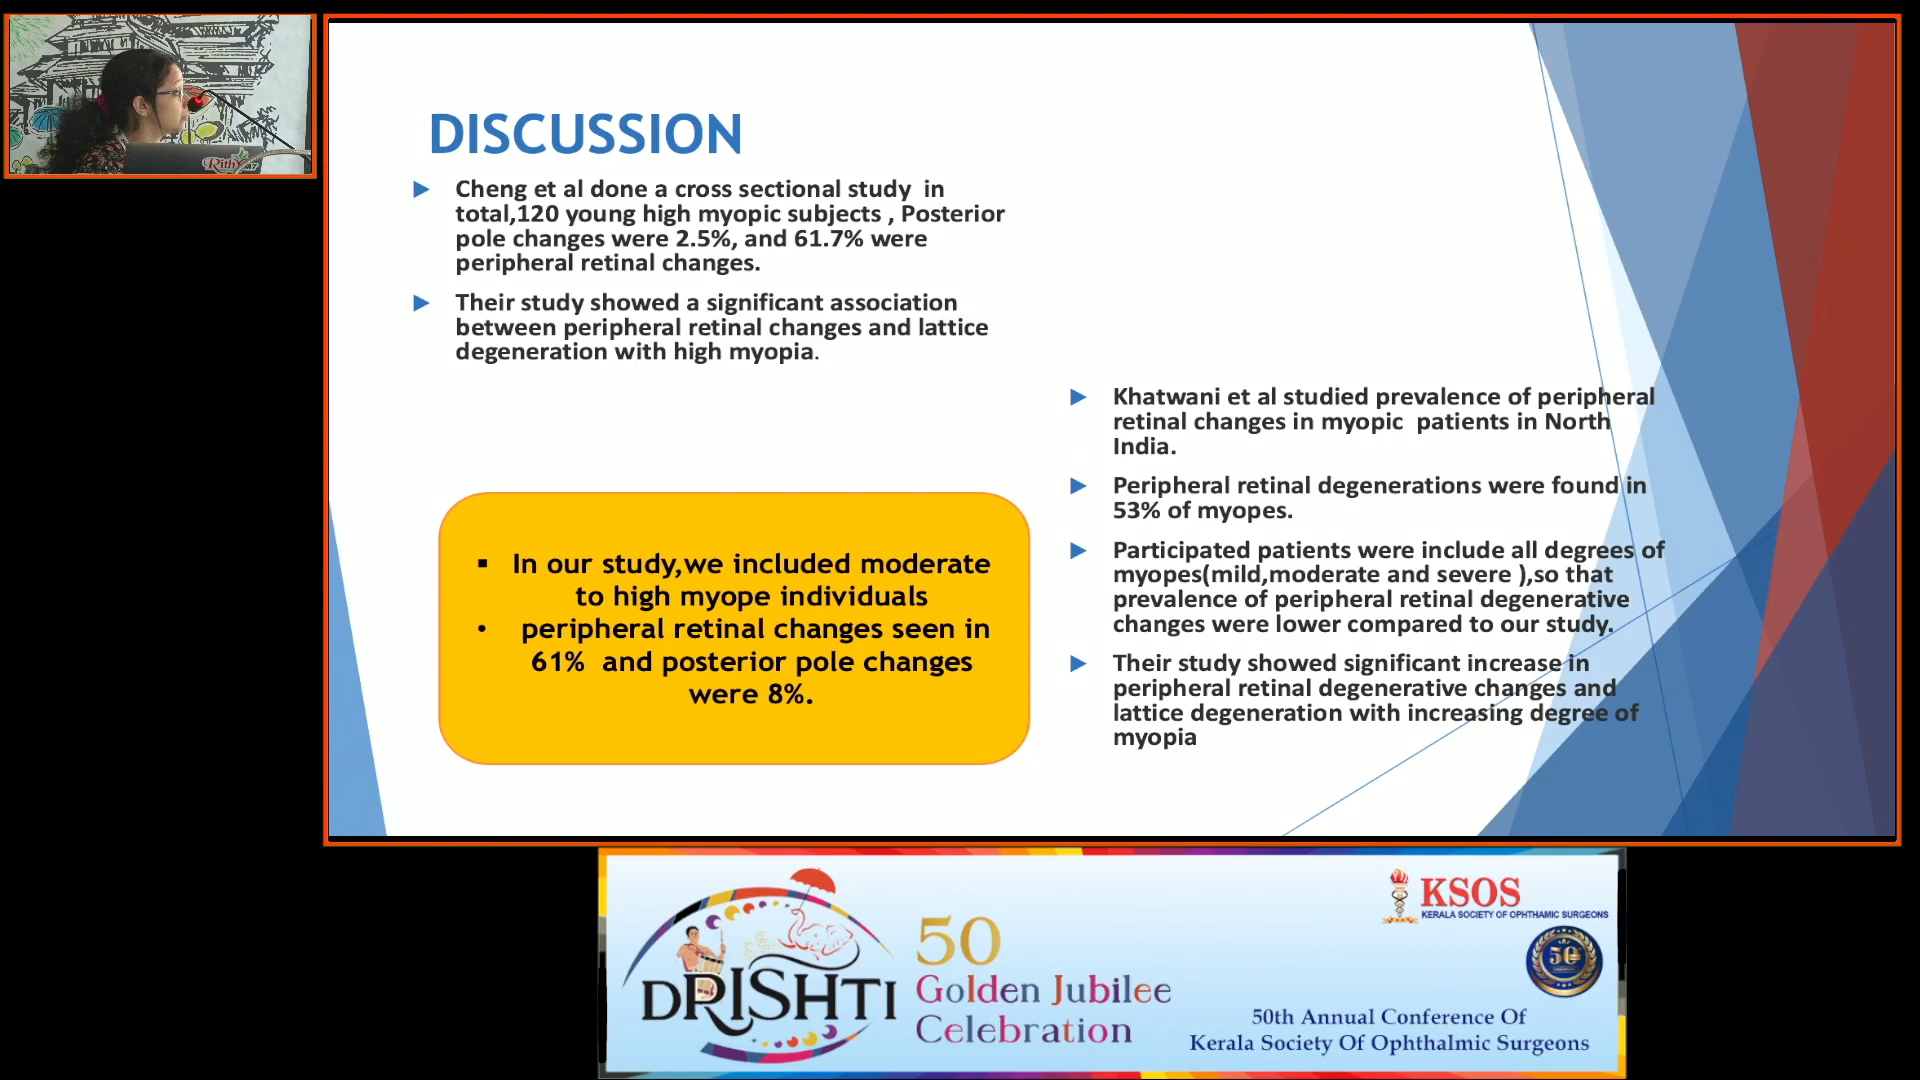 DISCUSSION
Cheng et al done a cross sectional study in
total,120 young high myopic subjects , Posterior
pole changes were 2.5%, and 61.7% were
peripheral retinal changes.
Their study showed a significant association
between peripheral retinal changes and lattice
degeneration with high myopia.
In our study,we included moderate
to high myope individuals
peripheral retinal changes seen in
61% and posterior pole changes
were 8%.
Khatwani et al studied prevalence of peripheral
retinal changes in myopic patients in North
India.
Peripheral retinal degenerations were found in
53% of myopes.
Participated patients were include all degrees of
myopes(mild,moderate and severe ),so that
prevalence of peripheral retinal degenerative
changes were lower compared to our study.
Their study showed significant increase in
peripheral retinal degenerative changes and
lattice degeneration with increasing degree of
myopia
DRISHTI
50
Golden Jubilee
Celebration
KSOS
KERALA SOCIETY OF OPHTHAMIC SURGEONS
50
50th Annual Conference Of
Kerala Society Of Ophthalmic Surgeons